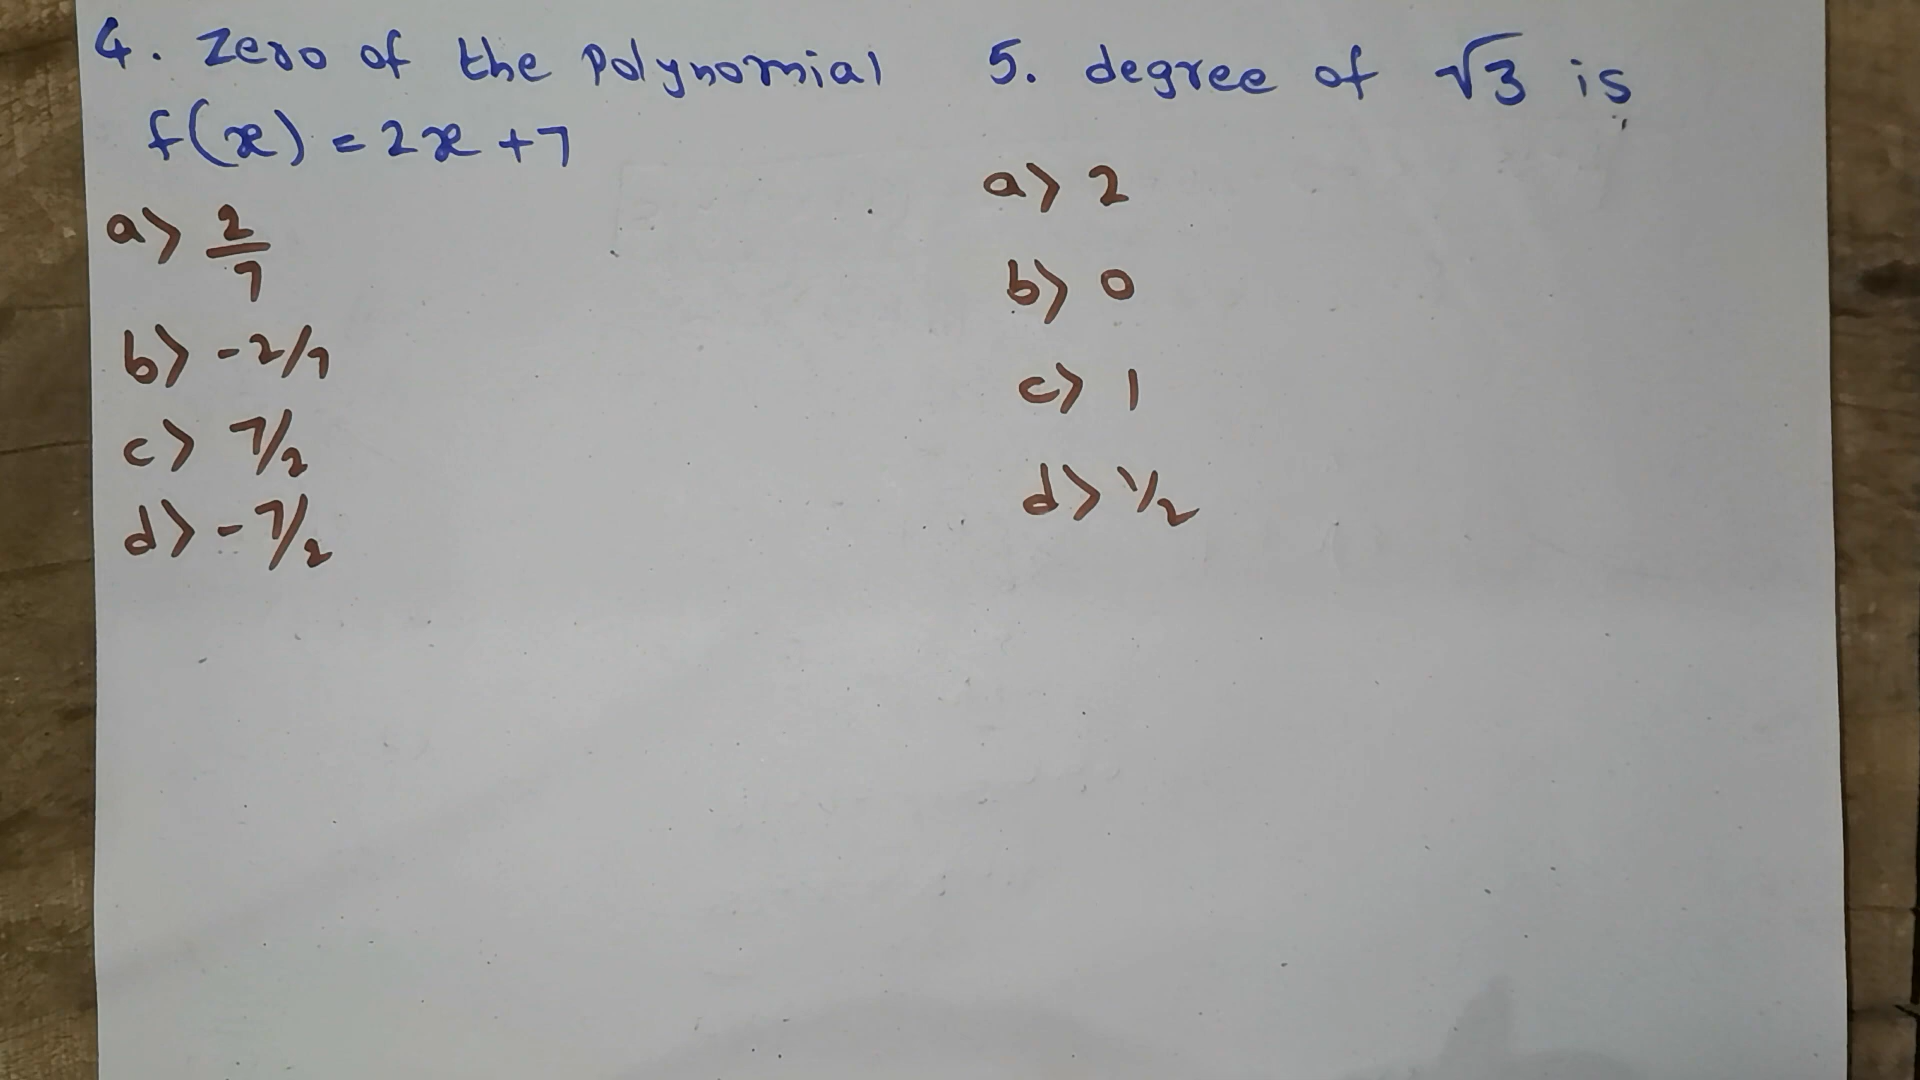 4. Zero of the Polynomial
f(x) = 2x + 7
a> 2/7
b> - 2/7
c> 7/2
d> - 7/2
5. degree of √3 is
a> 2
b> 0
c> 1
d> 1/2